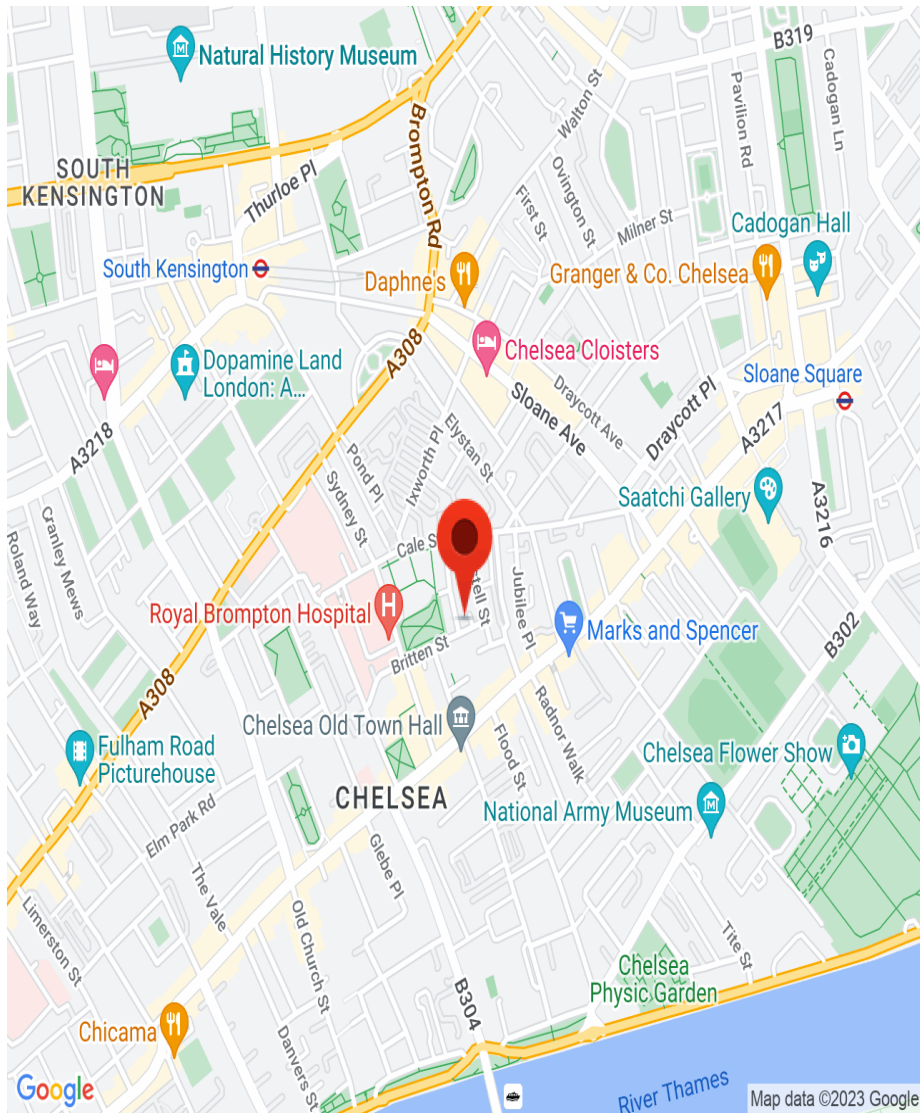 B319
Natural History Museum
Cadogan Ln
Walton St
Pavilion Rd
Brompton Rd
SOUTH
KENSINGTON
Thurloe Pl
Ovington St
First St
Milner St
Cadogan Hall
South Kensington
Daphne's
Granger & Co. Chelsea
A308
Chelsea Cloisters
Dopamine Land
London: A...
Sloane Square
Draycott Pl
Sloane Ave
Draycott Ave
A3217
A3218
Elystan St
Ixworth Pl
Pond Pl
Sydney St
Saatchi Gallery
A3216
Cranley Mews
Roland Way
Cale S
tell St
Jubilee Pl
Royal Brompton Hospital
H
Marks and Spencer
B302
Britten St
A308
Radnor Walk
Chelsea Old Town Hall
Flood St
Fulham Road
Picturehouse
Chelsea Flower Show
CHELSEA
National Army Museum
Elm Park Rd
Glebe Pl
The Vale
Limerston St
Old Church St
Tite St
Chelsea
Physic Garden
B304
Chicama
Danvers St
Google
River Thames
Map data ©2023 Google